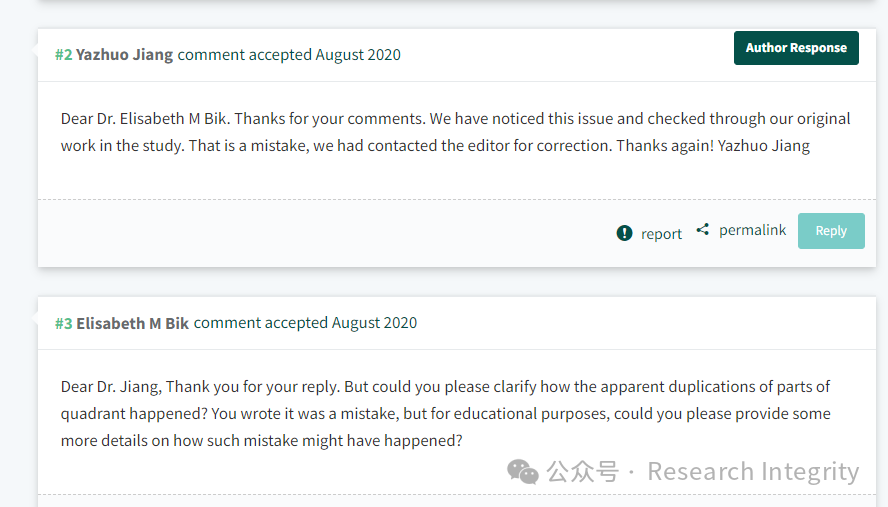 #2 Yazhuo Jiang comment accepted August 2020
Author Response
Dear Dr. Elisabeth M Bik. Thanks for your comments. We have noticed this issue and checked through our original
work in the study. That is a mistake, we had contacted the editor for correction. Thanks again! Yazhuo Jiang
report
permalink
Reply
#3 Elisabeth M Bik comment accepted August 2020
Dear Dr. Jiang, Thank you for your reply. But could you please clarify how the apparent duplications of parts of
quadrant happened? You wrote it was a mistake, but for educational purposes, could you please provide some
more details on how such mistake might have happened?
公众号 · Research Integrity